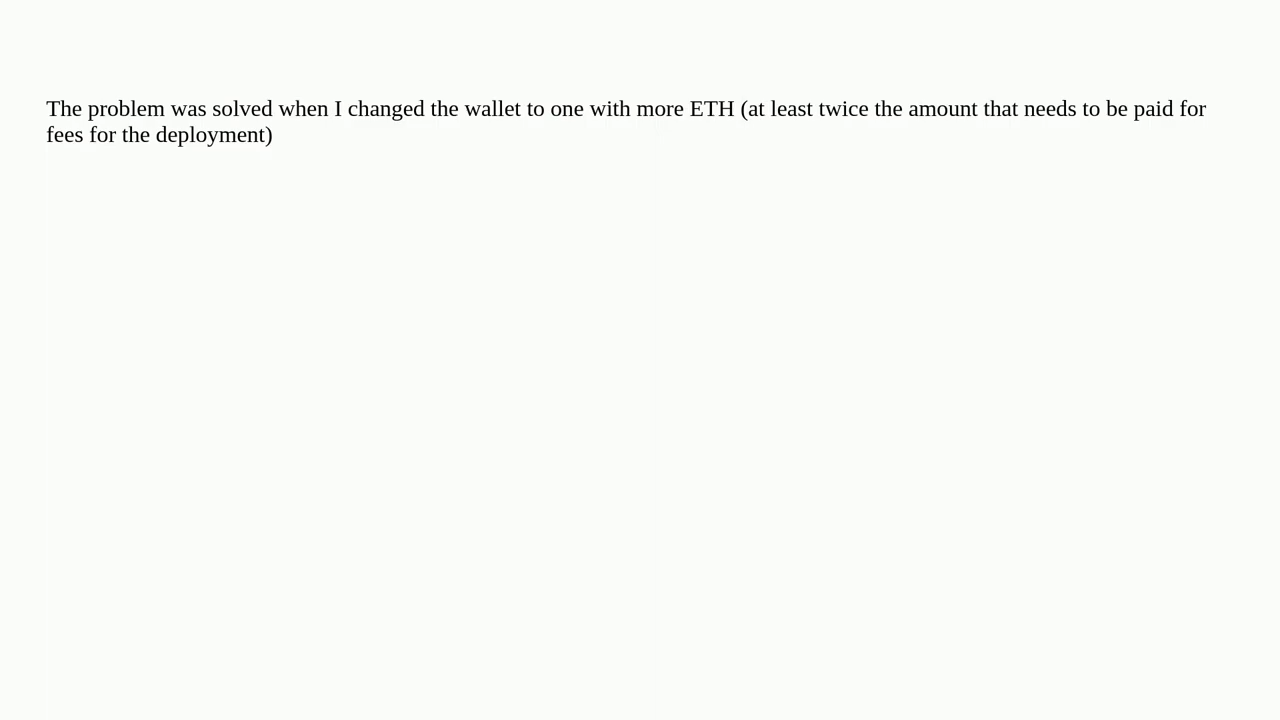 The problem was solved when I changed the wallet to one with more ETH (at least twice the amount that needs to be paid for
fees for the deployment)